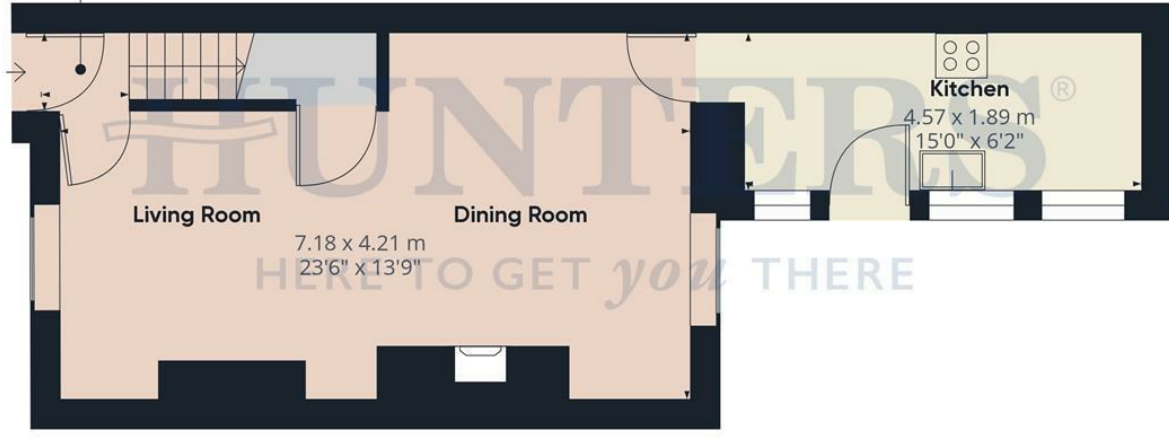 HUNTERS®
HERE TO GET you THERE
Kitchen
4.57 x 1.89 m
15'0" x 6'2"
Living Room
Dining Room
7.18 x 4.21 m
23'6" x 13'9"